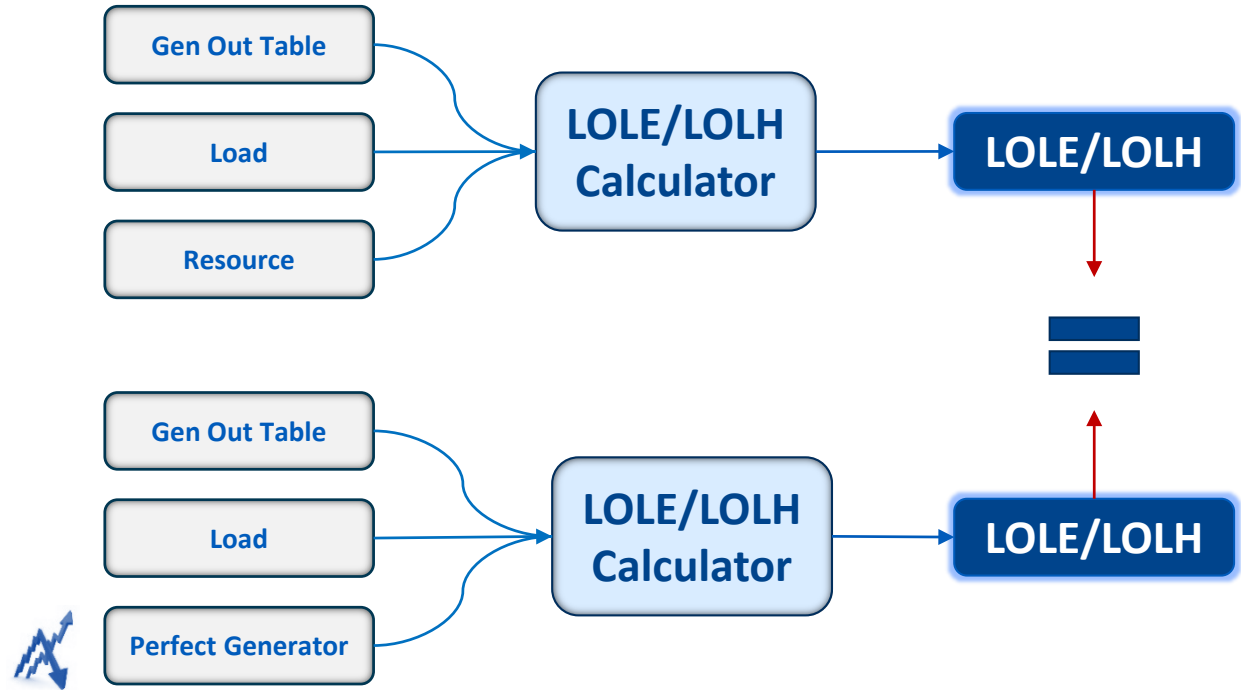 Gen Out Table
Load
Resource
LOLE/LOLH
Calculator
LOLE/LOLH
Gen Out Table
Load
Perfect Generator
LOLE/LOLH
Calculator
LOLE/LOLH